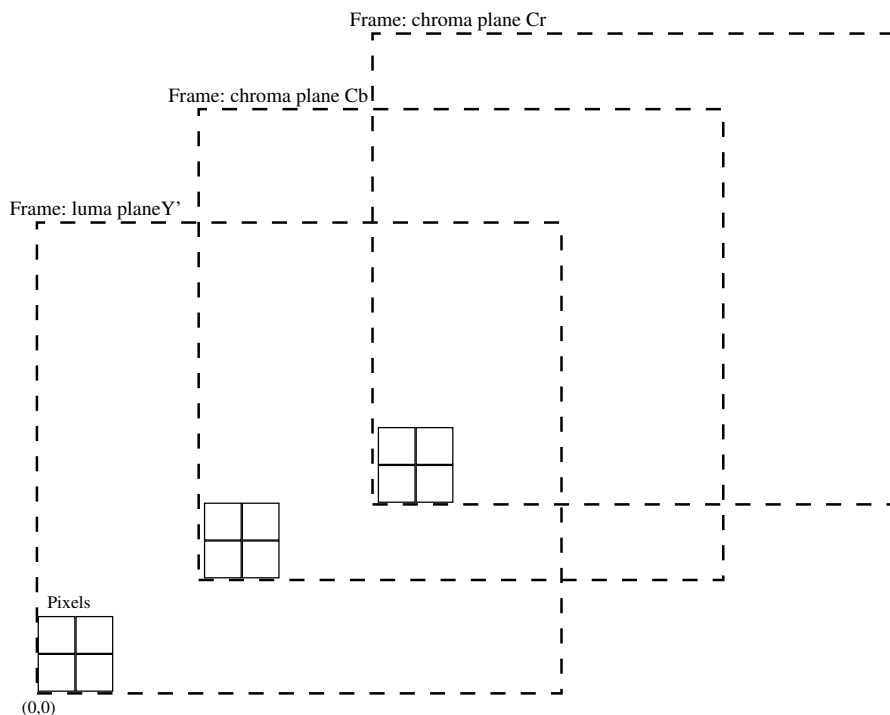 Frame: chroma plane Cr
Frame: chroma plane Cb
Frame: luma planeY’
Pixels
(0,0)